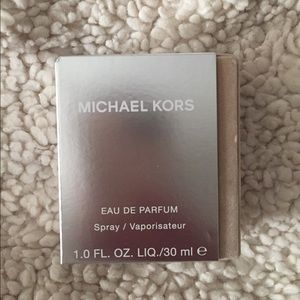 MICHAEL KORS
EAU DE PARFUM
Spray / Vaporisateur
1.0 FL. OZ. LIQ./30 ml ℮